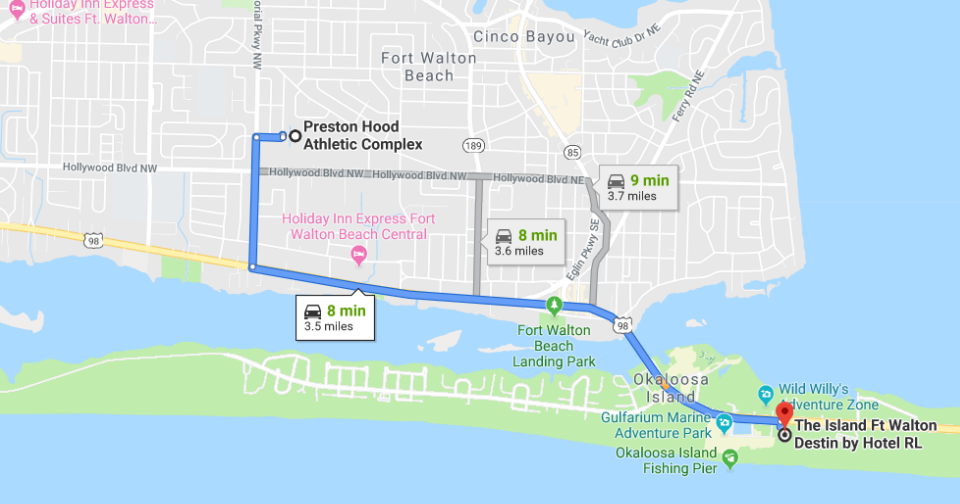 Holiday Inn Express
& Suites Ft. Walton...
orial Pkwy NW
Cinco Bayou
Yacht Club Dr NE
Fort Walton
Beach
Ferry Rd NE
Preston Hood
Athletic Complex
189
85
Hollywood Blvd NW
Hollywood Blvd NW
Hollywood Blvd NW
Hollywood Blvd NE
9 min
3.7 miles
Holiday Inn Express Fort
Walton Beach Central
8 min
3.6 miles
Eglin Pkwy SE
98
8 min
3.5 miles
98
Fort Walton
Beach
Landing Park
Okaloosa
Island
Wild Willy's
Adventure Zone
Gulfarium Marine
Adventure Park
The Island Ft Walton
Destin by Hotel RL
Okaloosa Island
Fishing Pier